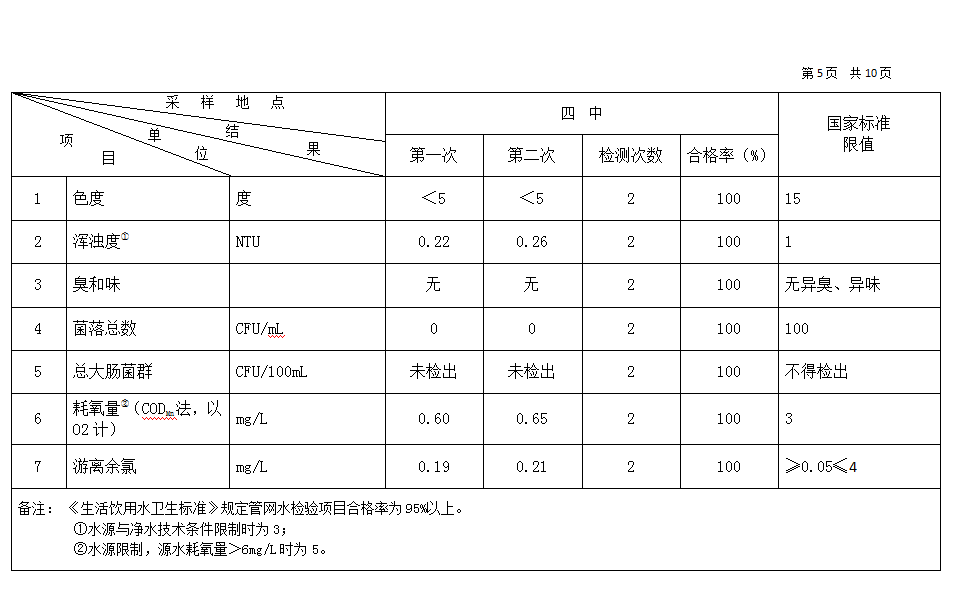 第5页 共10页
采 样 地 点
结 果
单 位
项 目
四 中
国家标准
限值
第一次 第二次 检测次数 合格率（%）
1 色度 度 ＜5 ＜5 2 100 15
2 浑浊度① NTU 0.22 0.26 2 100 1
3 臭和味 无 无 2 100 无异臭、异味
4 菌落总数 CFU/mL 0 0 2 100 100
5 总大肠菌群 CFU/100mL 未检出 未检出 2 100 不得检出
6 耗氧量②（CODMn法，以
O2计） mg/L 0.60 0.65 2 100 3
7 游离余氯 mg/L 0.19 0.21 2 100 ≥0.05≤4
备注：《生活饮用水卫生标准》规定管网水检验项目合格率为95%以上。
①水源与净水技术条件限制时为3；
②水源限制，源水耗氧量＞6mg/L时为5。